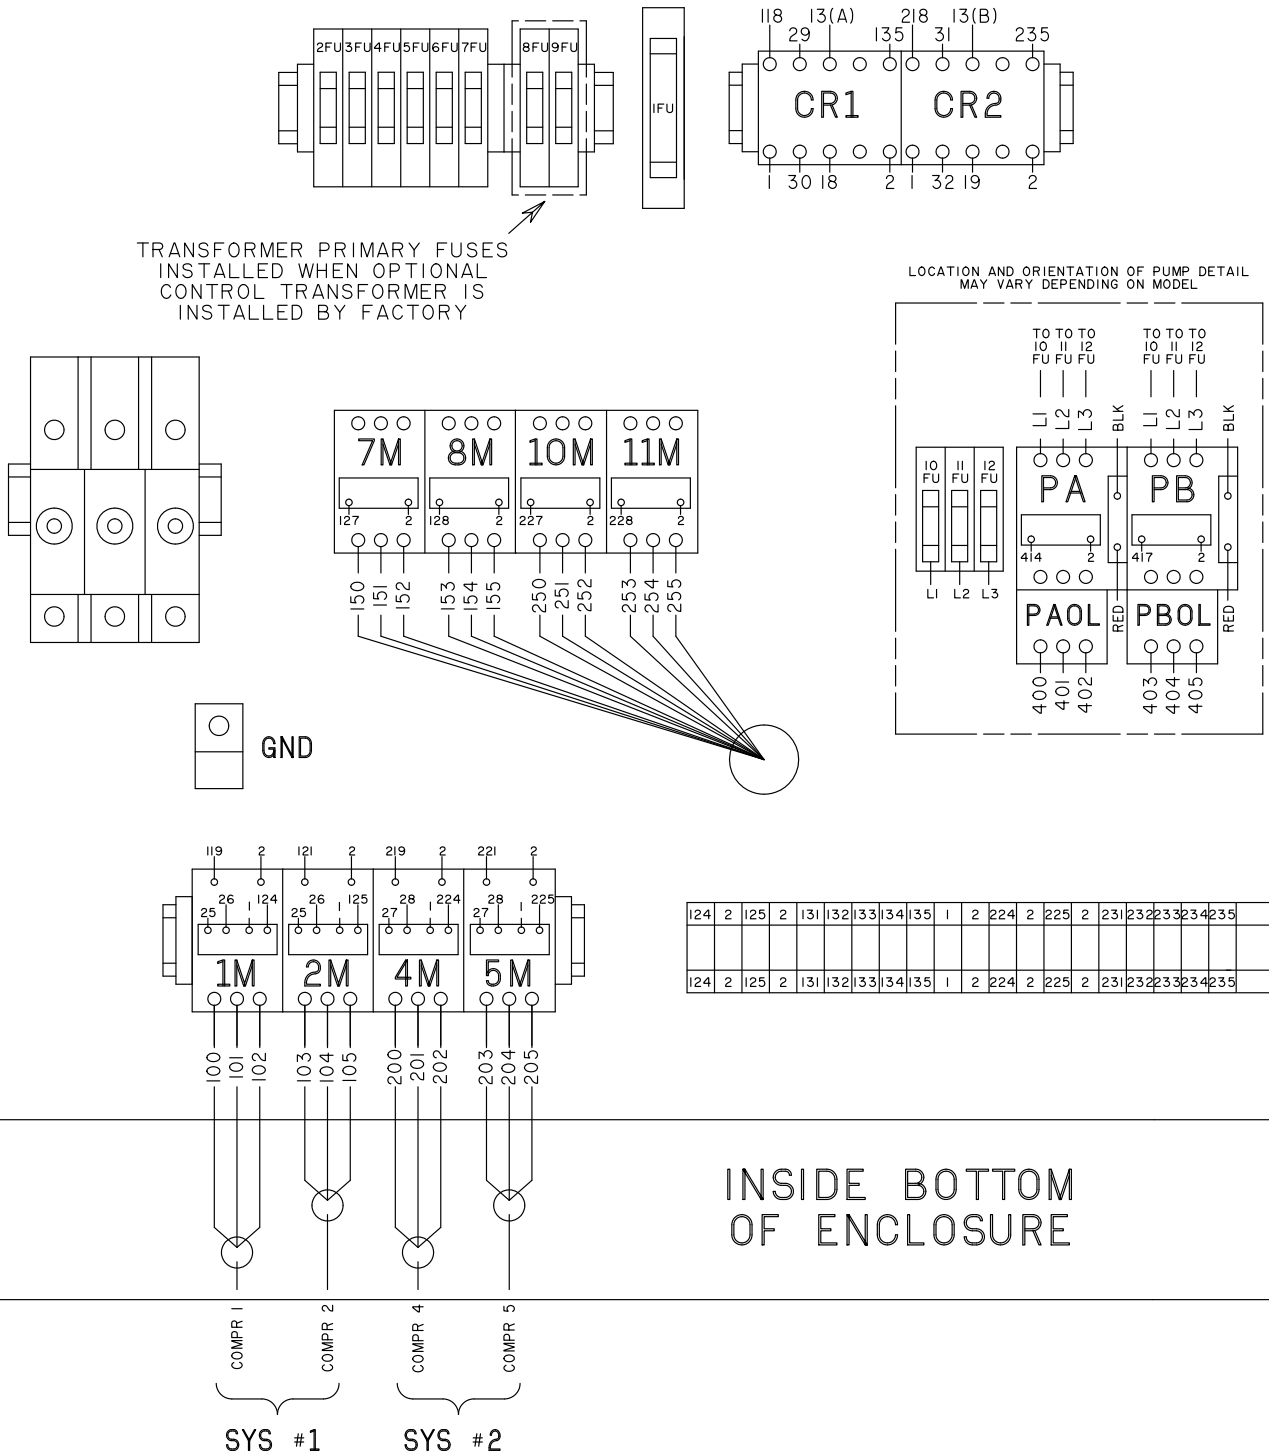 118 13(A) 218 13(B)
29 135 31 235
2FU 3FU 4FU 5FU 6FU 7FU 8FU 9FU
1FU
CR1 CR2
1 30 18 2 1 32 19 2
TRANSFORMER PRIMARY FUSES
INSTALLED WHEN OPTIONAL
CONTROL TRANSFORMER IS
INSTALLED BY FACTORY
LOCATION AND ORIENTATION OF PUMP DETAIL
MAY VARY DEPENDING ON MODEL
TO TO TO TO TO TO
10 11 12 10 11 12
FU FU FU FU FU FU
L1 L2 L3 BLK L1 L2 L3 BLK
10 11 12
FU FU FU
PA PB
414 2 417 2
L1 L2 L3
PAOL RED PBOL RED
400 401 402 403 404 405
7M 8M 10M 11M
127 2 128 2 227 2 228 2
150 151 152 153 154 155 250 251 252 253 254 255
GND
119 2 121 2 219 2 221 2
26 124 26 125 28 224 28 225
25 1 25 1 27 1 27 1
1M 2M 4M 5M
100 101 102 103 104 105 200 201 202 203 204 205
124 2 125 2 131 132 133 134 135 1 2 224 2 225 2 231 232 233 234 235
124 2 125 2 131 132 133 134 135 1 2 224 2 225 2 231 232 233 234 235
INSIDE BOTTOM
OF ENCLOSURE
COMPR 1 COMPR 2 COMPR 4 COMPR 5
SYS #1 SYS #2